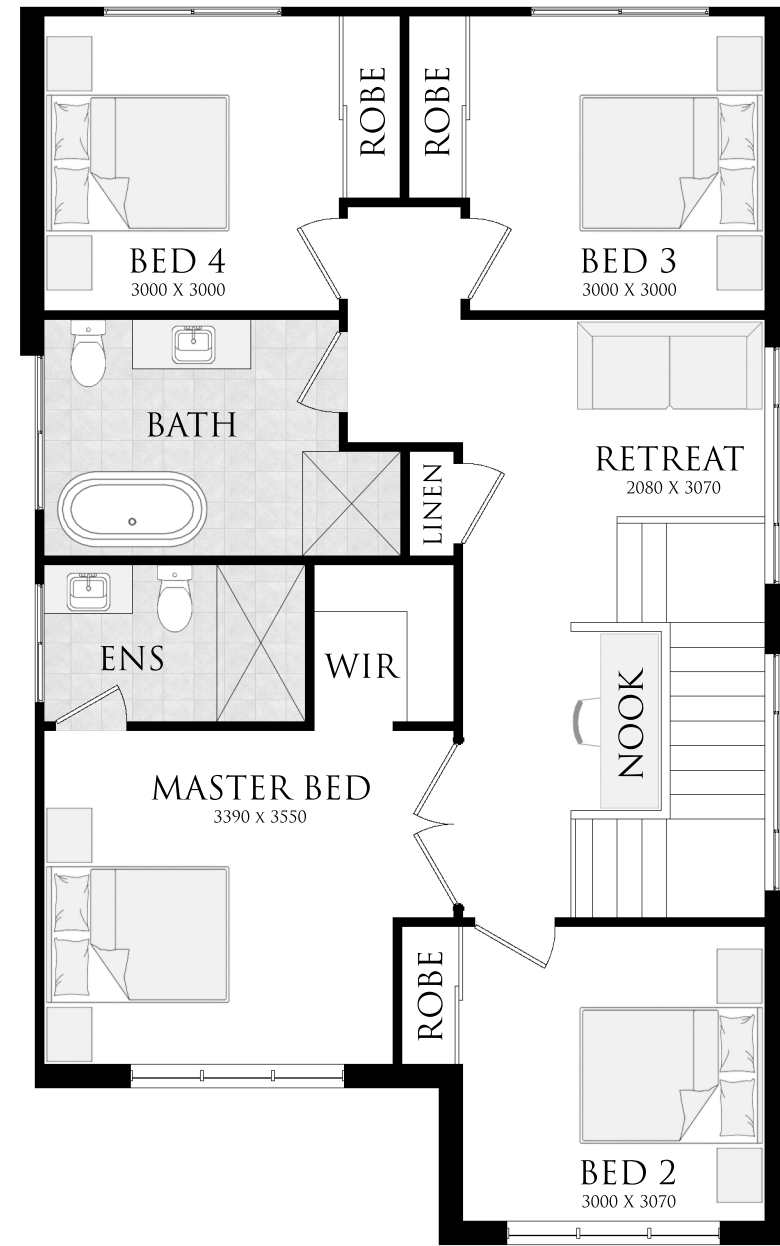 ROBE
ROBE
BED 4
3000 X 3000
BED 3
3000 X 3000
BATH
RETREAT
2080 X 3070
LINEN
ENS
WIR
NOOK
MASTER BED
3390 X 3550
ROBE
BED 2
3000 X 3070